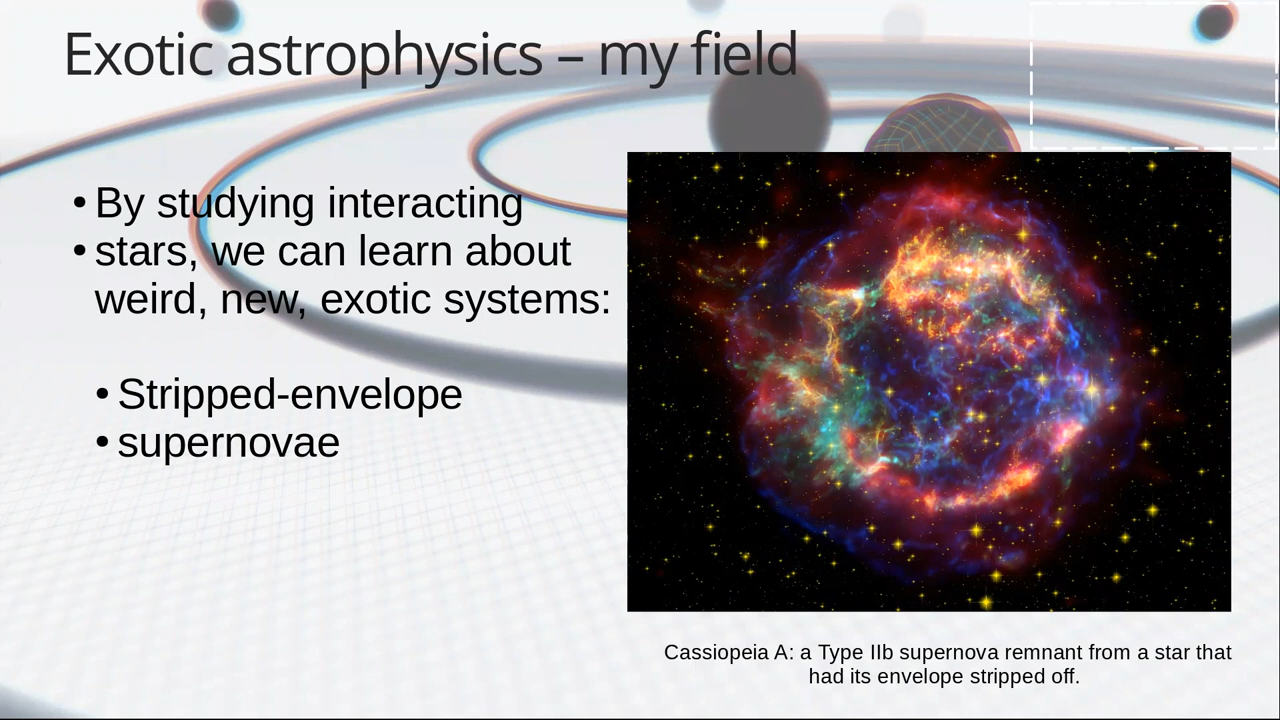 Exotic astrophysics – my field
• By studying interacting
• stars, we can learn about
weird, new, exotic systems:
• Stripped-envelope
• supernovae
Cassiopeia A: a Type IIb supernova remnant from a star that
had its envelope stripped off.